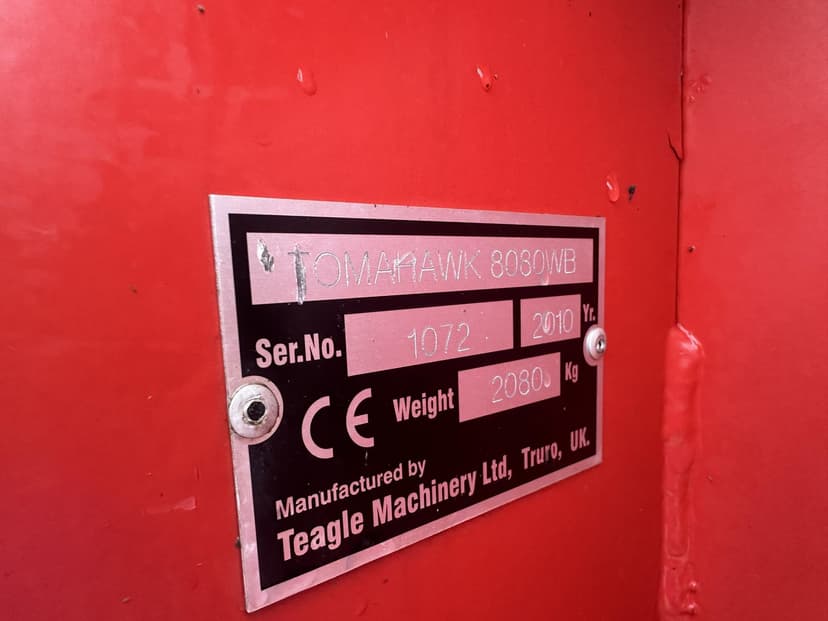 TOMAHAWK 8080WB
Ser.No. 1072 2010 Yr.
CE Weight 2080 Kg
Manufactured by
Teagle Machinery Ltd, Truro, UK.